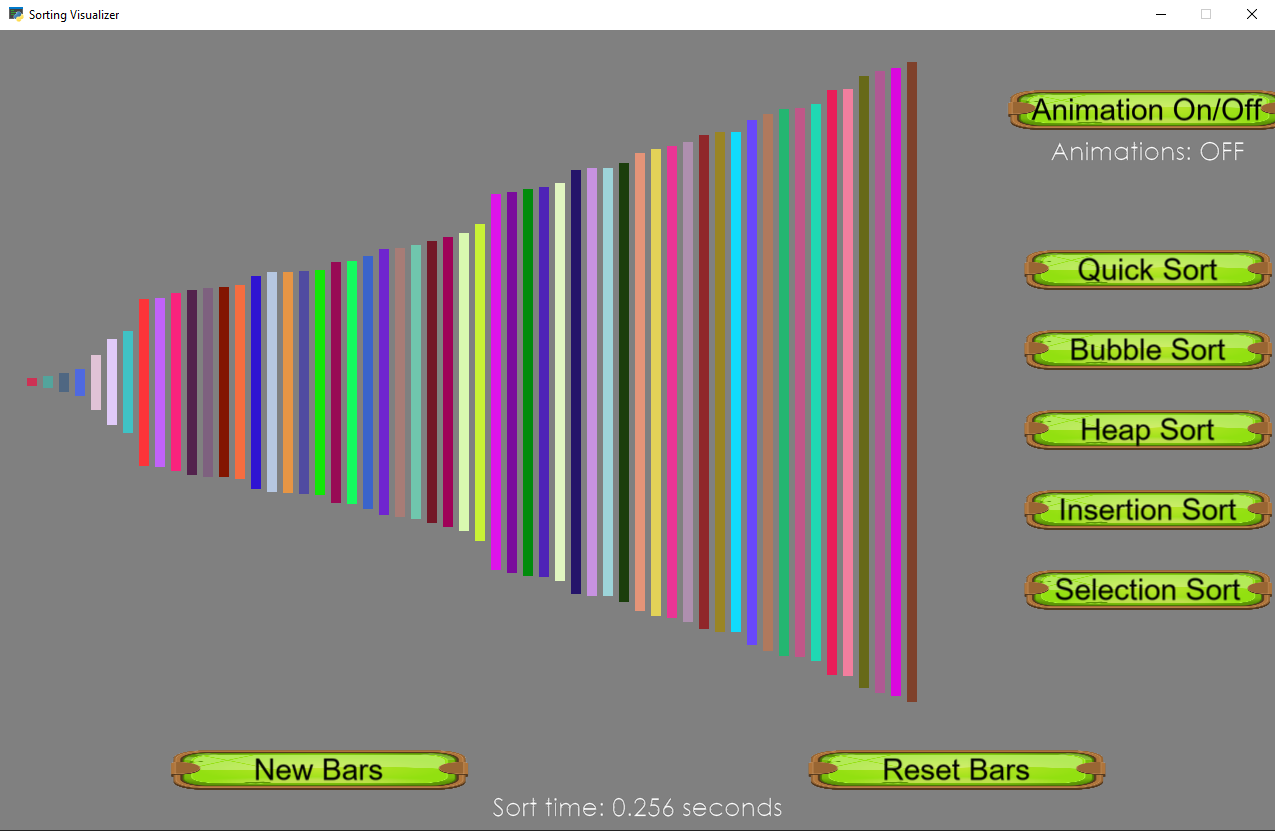 Sorting Visualizer
Animation On/Off
Animations: OFF
Quick Sort
Bubble Sort
Heap Sort
Insertion Sort
Selection Sort
New Bars
Reset Bars
Sort time: 0.256 seconds